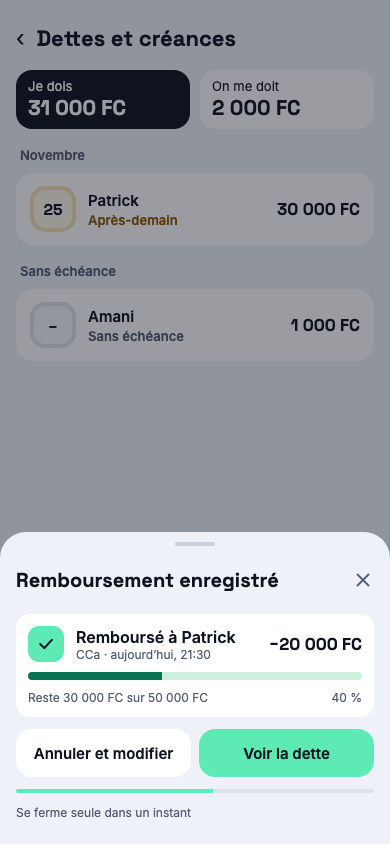 Dettes et créances
Je dois
31 000 FC
On me doit
2 000 FC
Novembre
25
Patrick
Après-demain
30 000 FC
Sans échéance
–
Amani
Sans échéance
1 000 FC
Remboursement enregistré
Remboursé à Patrick
CCa · aujourd’hui, 21:30
−20 000 FC
Reste 30 000 FC sur 50 000 FC
40 %
Annuler et modifier
Voir la dette
Se ferme seule dans un instant